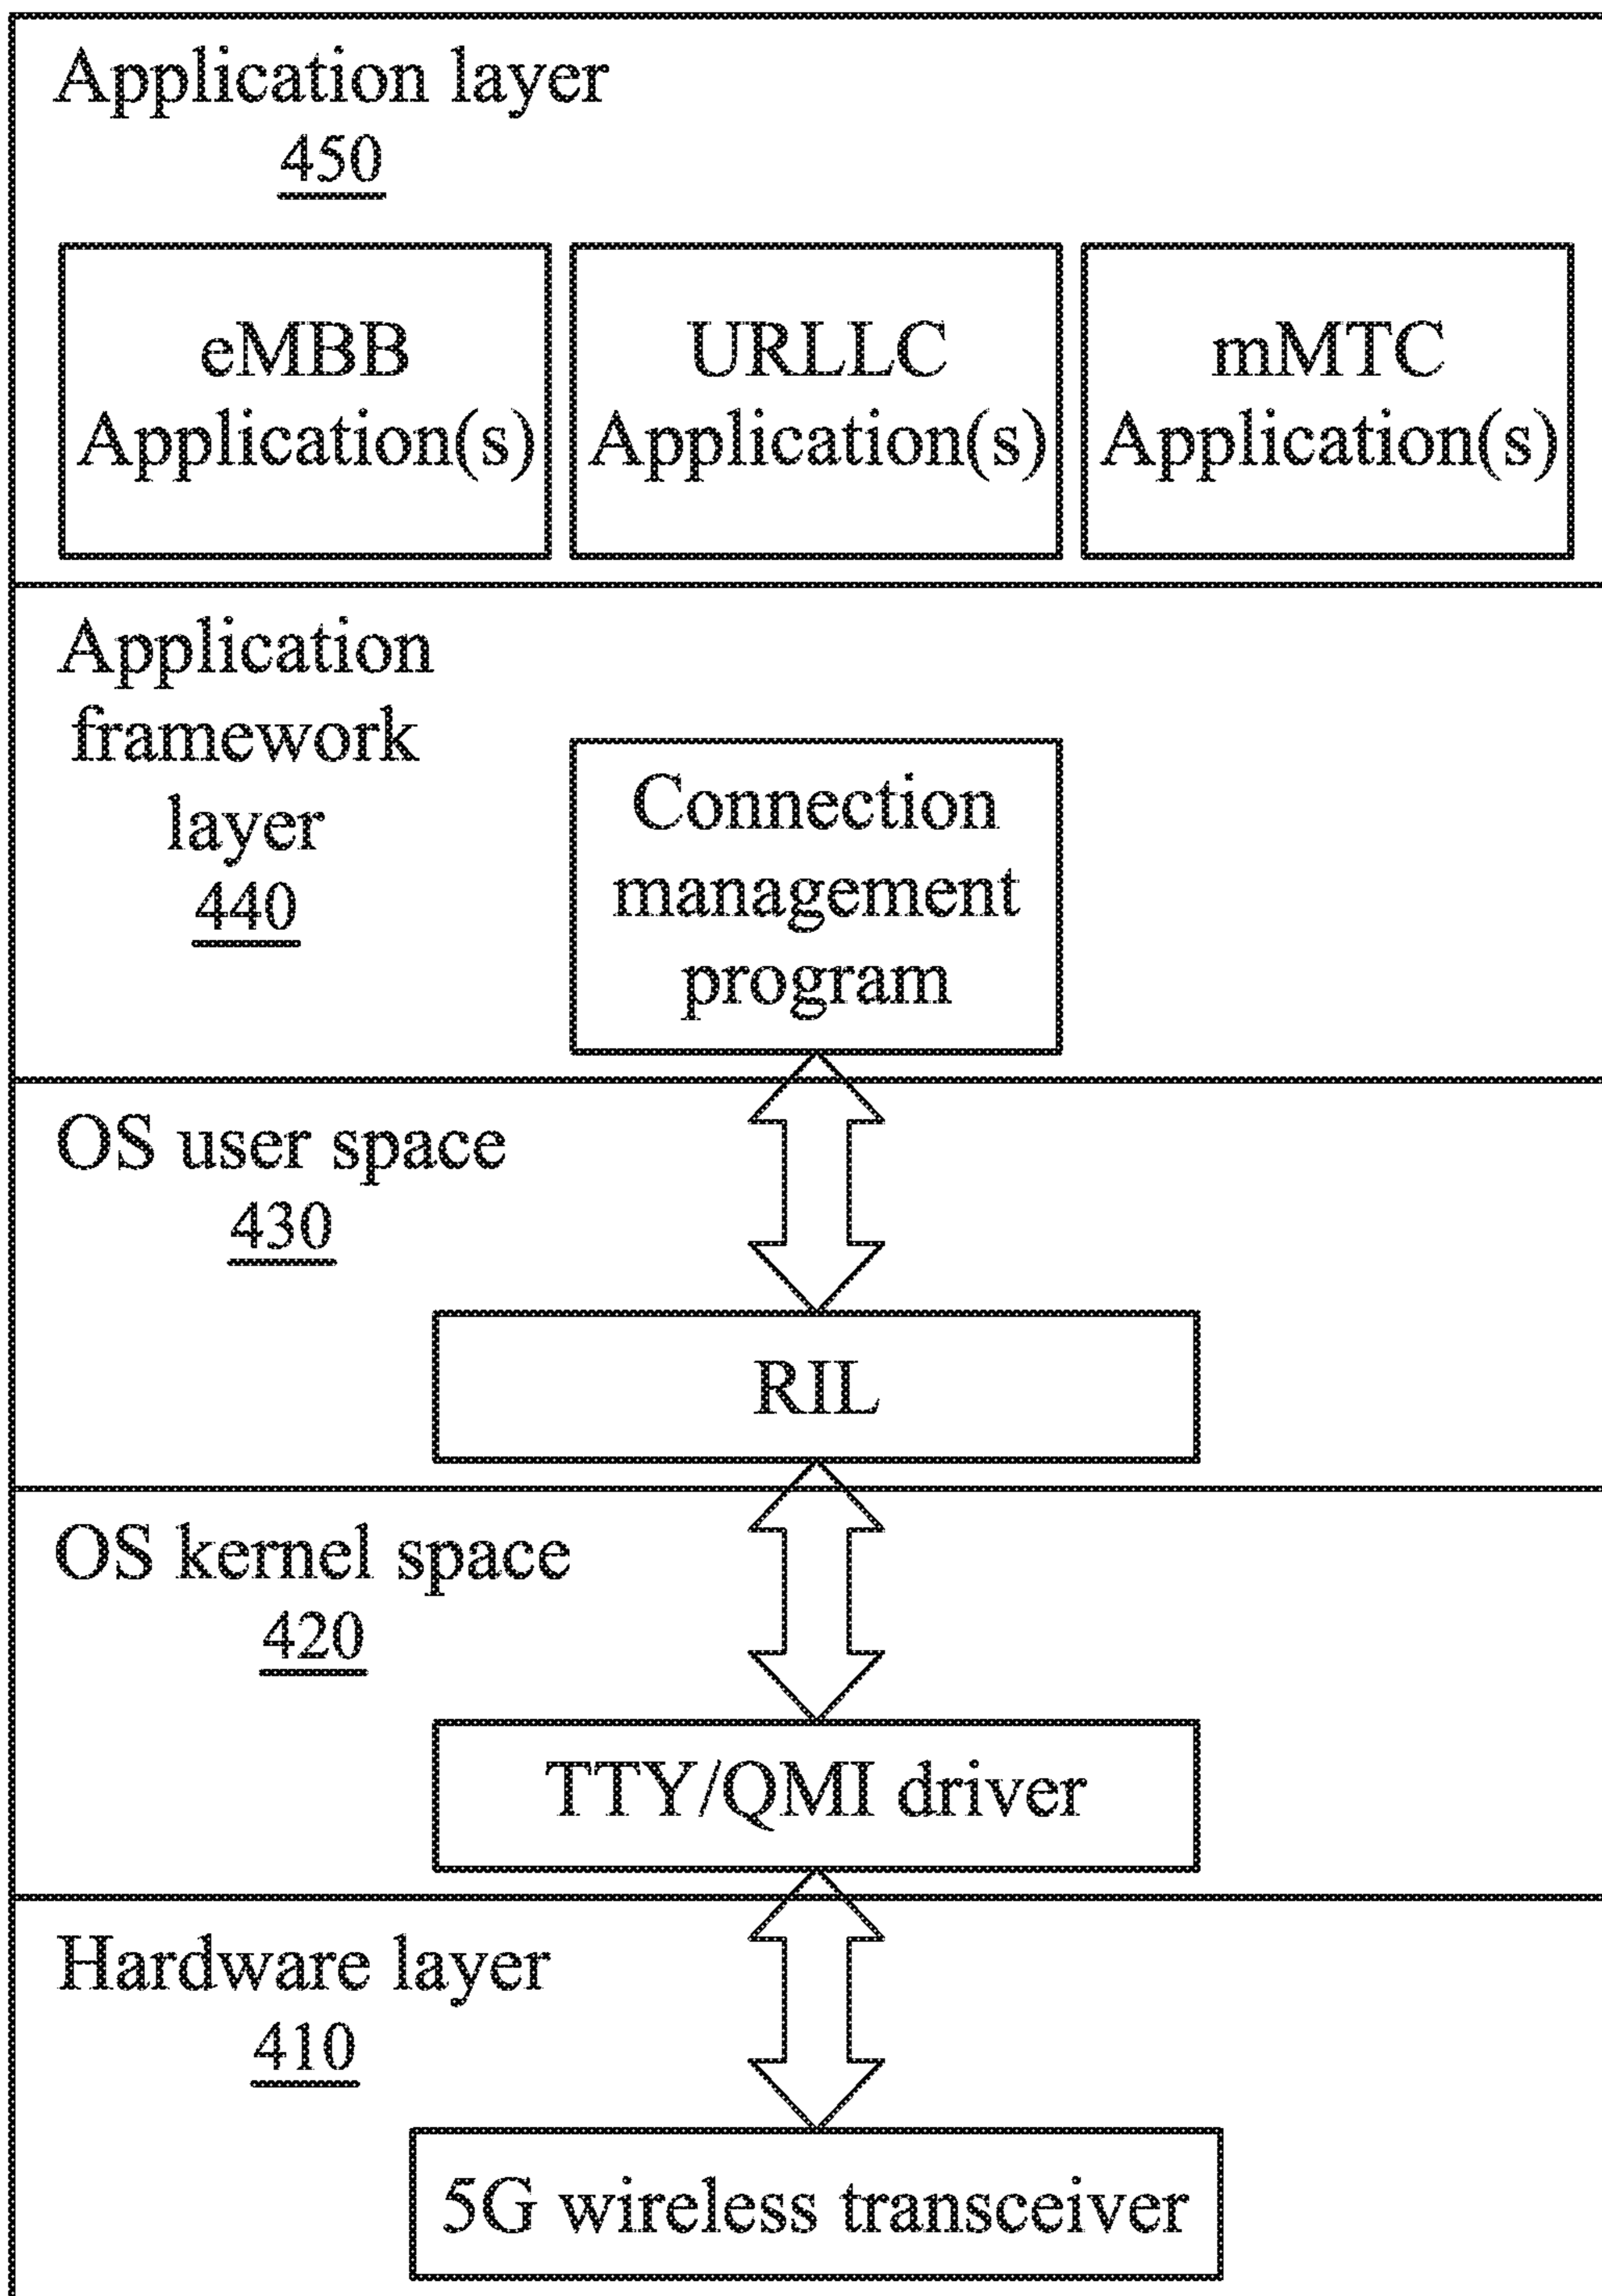 Application layer
450
eMBB
Application(s)
URLLC
Application(s)
mMTC
Application(s)
Application
framework
layer
440
Connection
management
program
OS user space
430
RIL
OS kernel space
420
TTY/QMI driver
Hardware layer
410
5G wireless transceiver